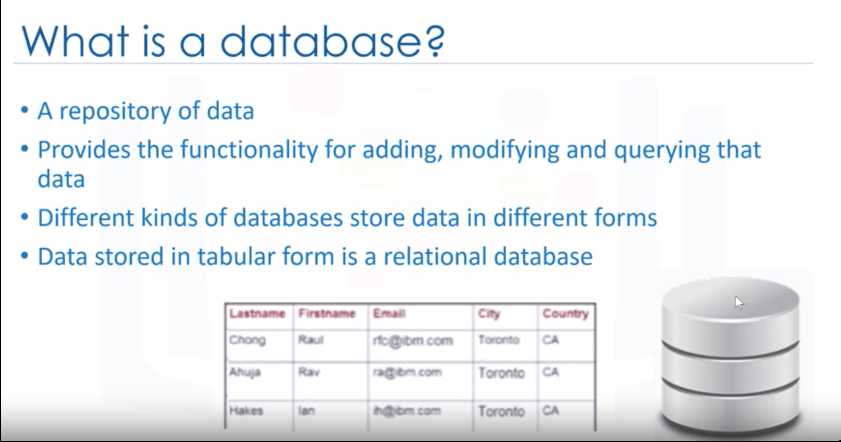 What is a database?
• A repository of data
• Provides the functionality for adding, modifying and querying that
data
• Different kinds of databases store data in different forms
• Data stored in tabular form is a relational database
Lastname Firstname Email City Country
Chong Raul rfc@ibm.com Toronto CA
Ahuja Rav ra@ibm.com Toronto CA
Hakes Ian ih@ibm.com Toronto CA